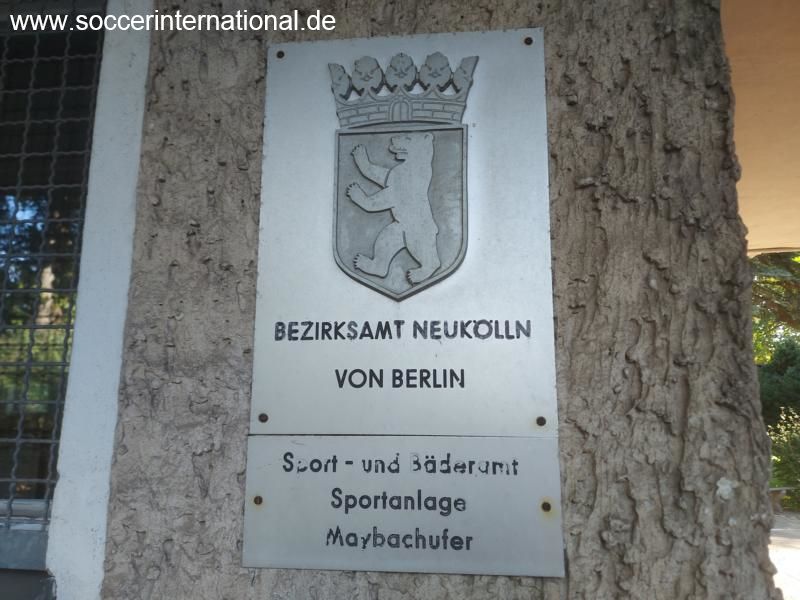 www.soccerinternational.de
BEZIRKSAMT NEUKÖLLN
VON BERLIN
Sport - und Bäderamt
Sportanlage
Maybachufer